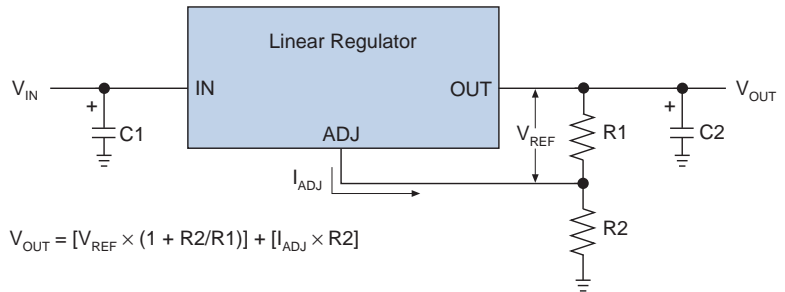 Linear Regulator
V_IN
IN
OUT
V_OUT
+
C1
ADJ
V_REF
R1
+
C2
I_ADJ
R2
V_OUT = [V_REF × (1 + R2/R1)] + [I_ADJ × R2]